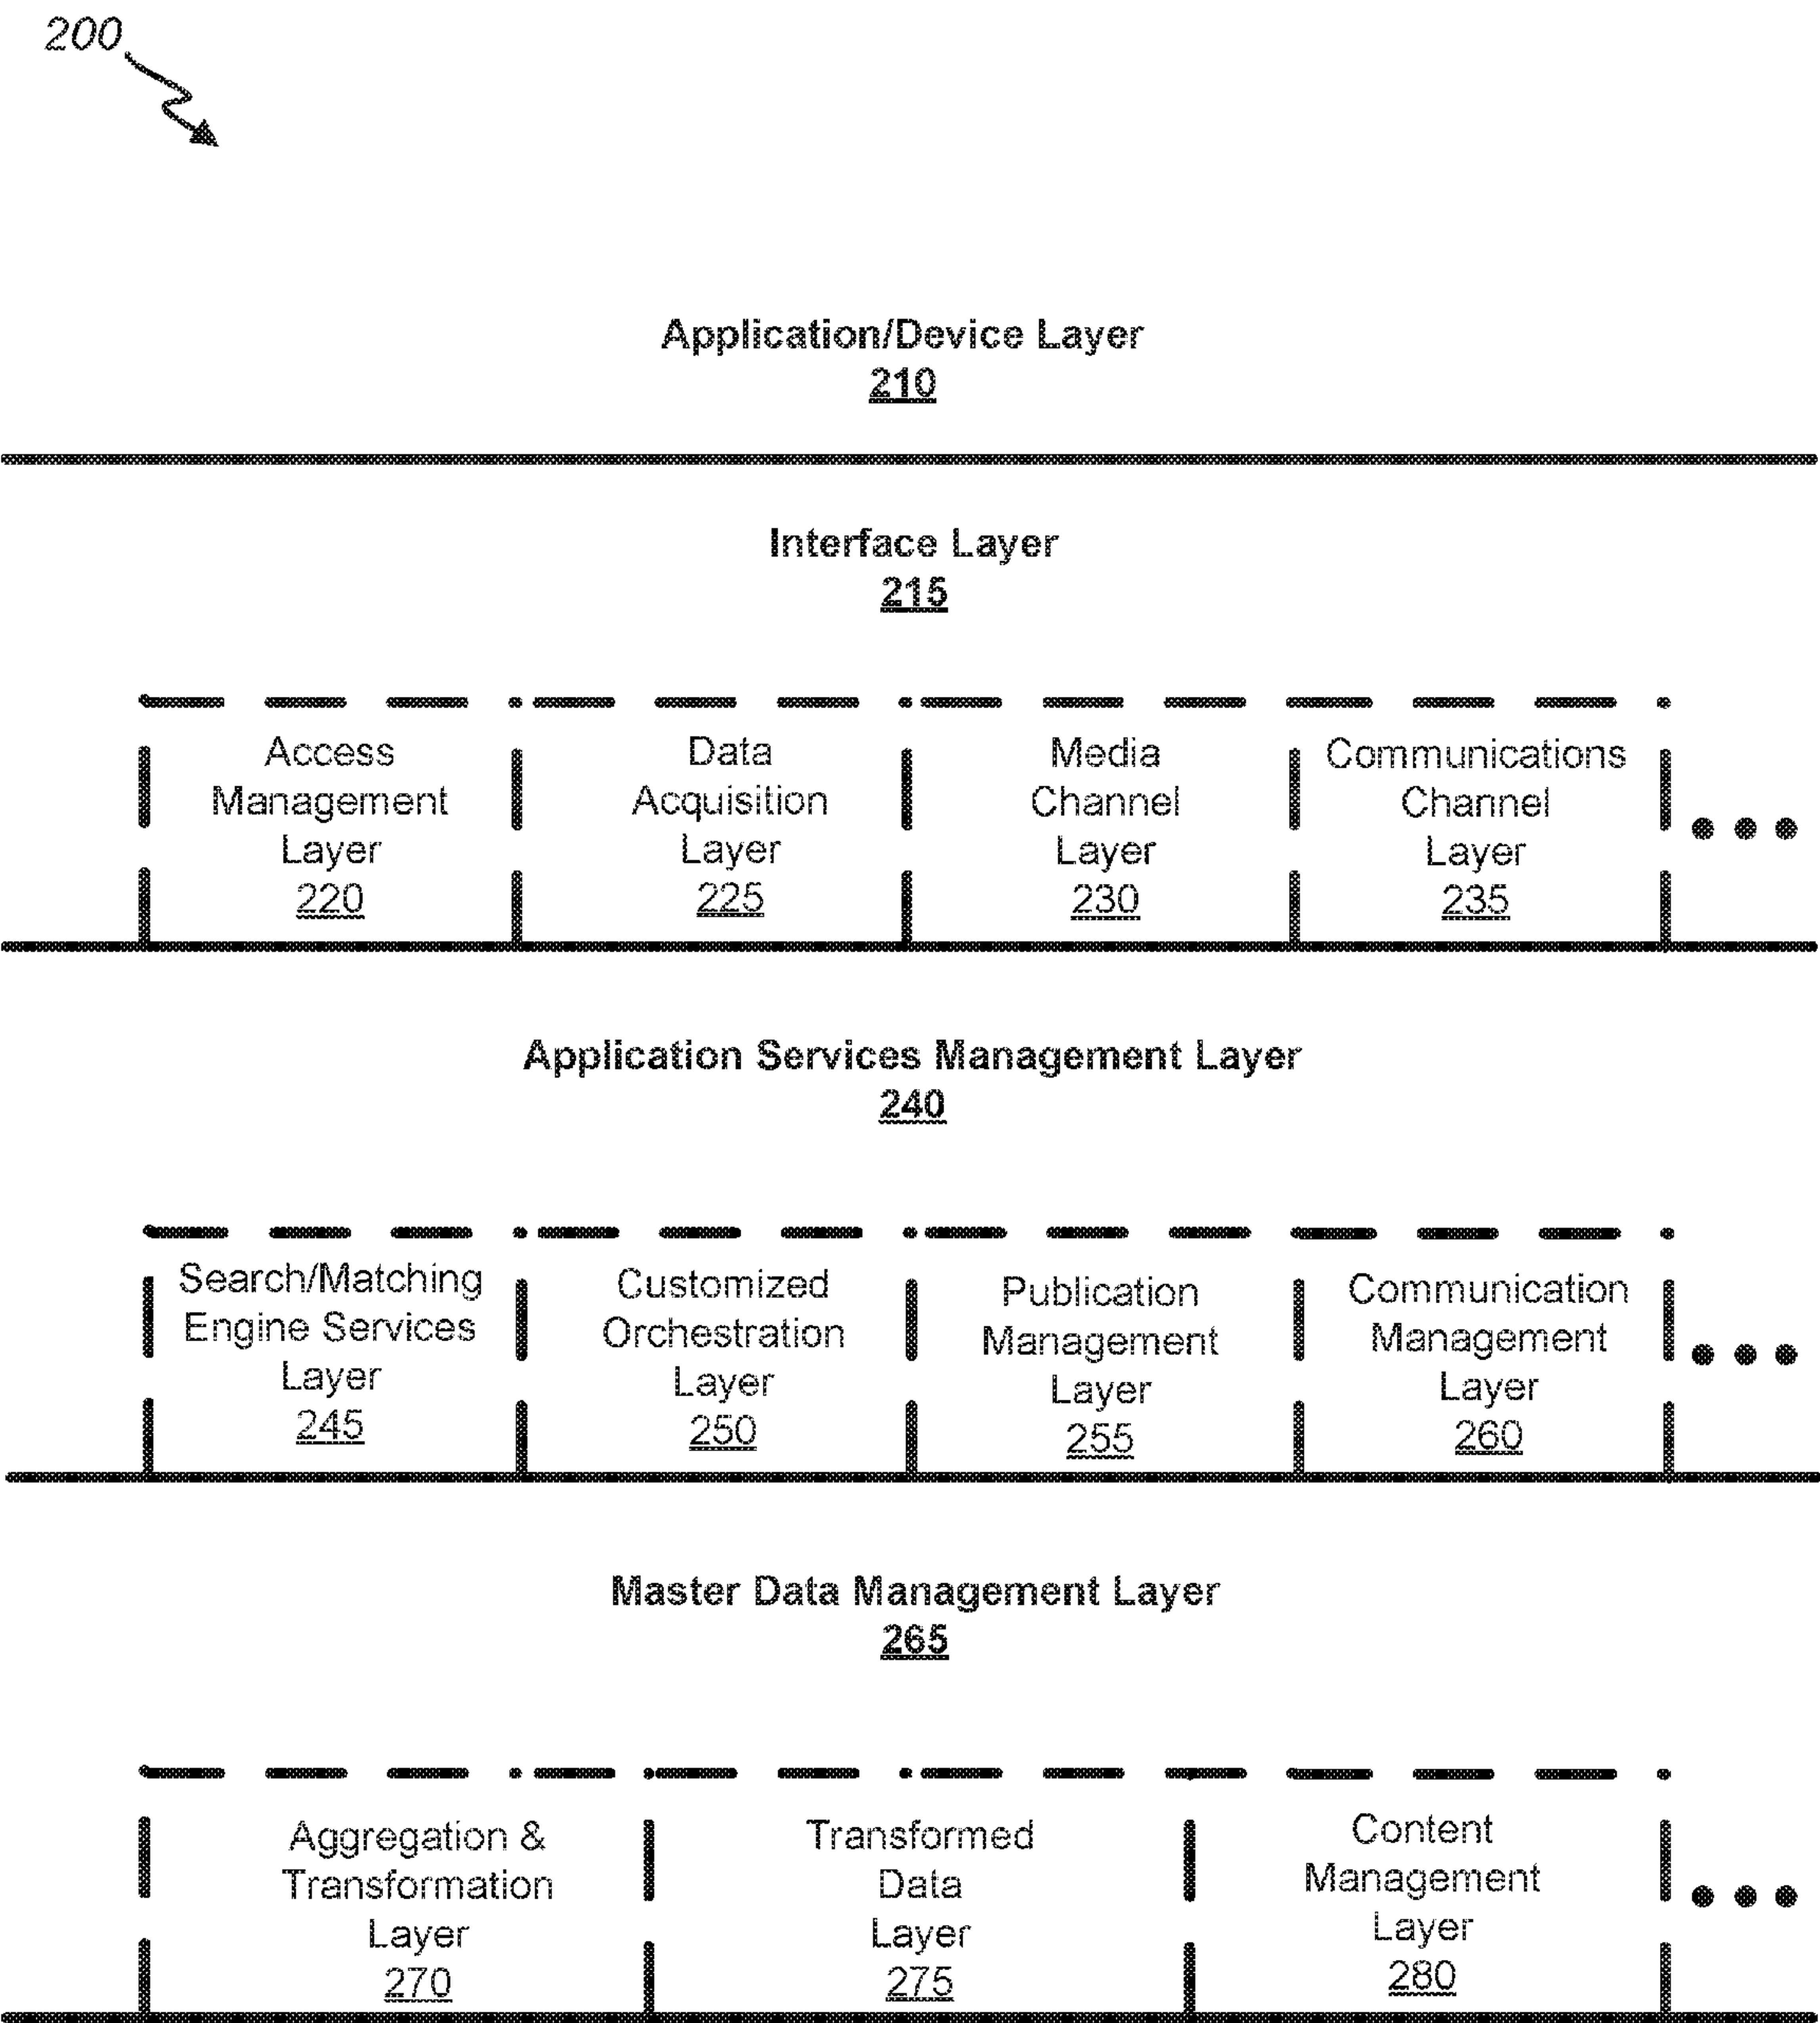 200
Application/Device Layer
210
Interface Layer
215
Access
Management
Layer
220
Data
Acquisition
Layer
225
Media
Channel
Layer
230
Communications
Channel
Layer
235
Application Services Management Layer
240
Search/Matching
Engine Services
Layer
245
Customized
Orchestration
Layer
250
Publication
Management
Layer
255
Communication
Management
Layer
260
Master Data Management Layer
265
Aggregation &
Transformation
Layer
270
Transformed
Data
Layer
275
Content
Management
Layer
280